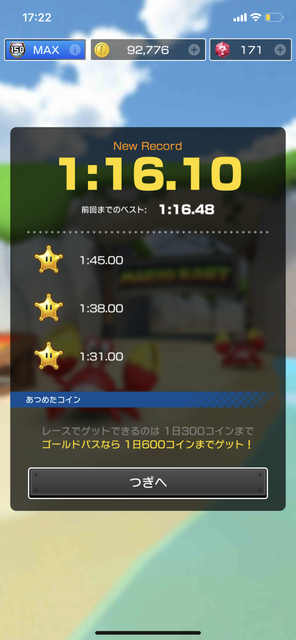 17:22
150 MAX
92,776
171
New Record
1:16.10
前回までのベスト: 1:16.48
1:45.00
1:38.00
1:31.00
MARIO KART
あつめたコイン
レースでゲットできるのは 1日300コインまで
ゴールドパスなら 1日600コインまでゲット！
つぎへ